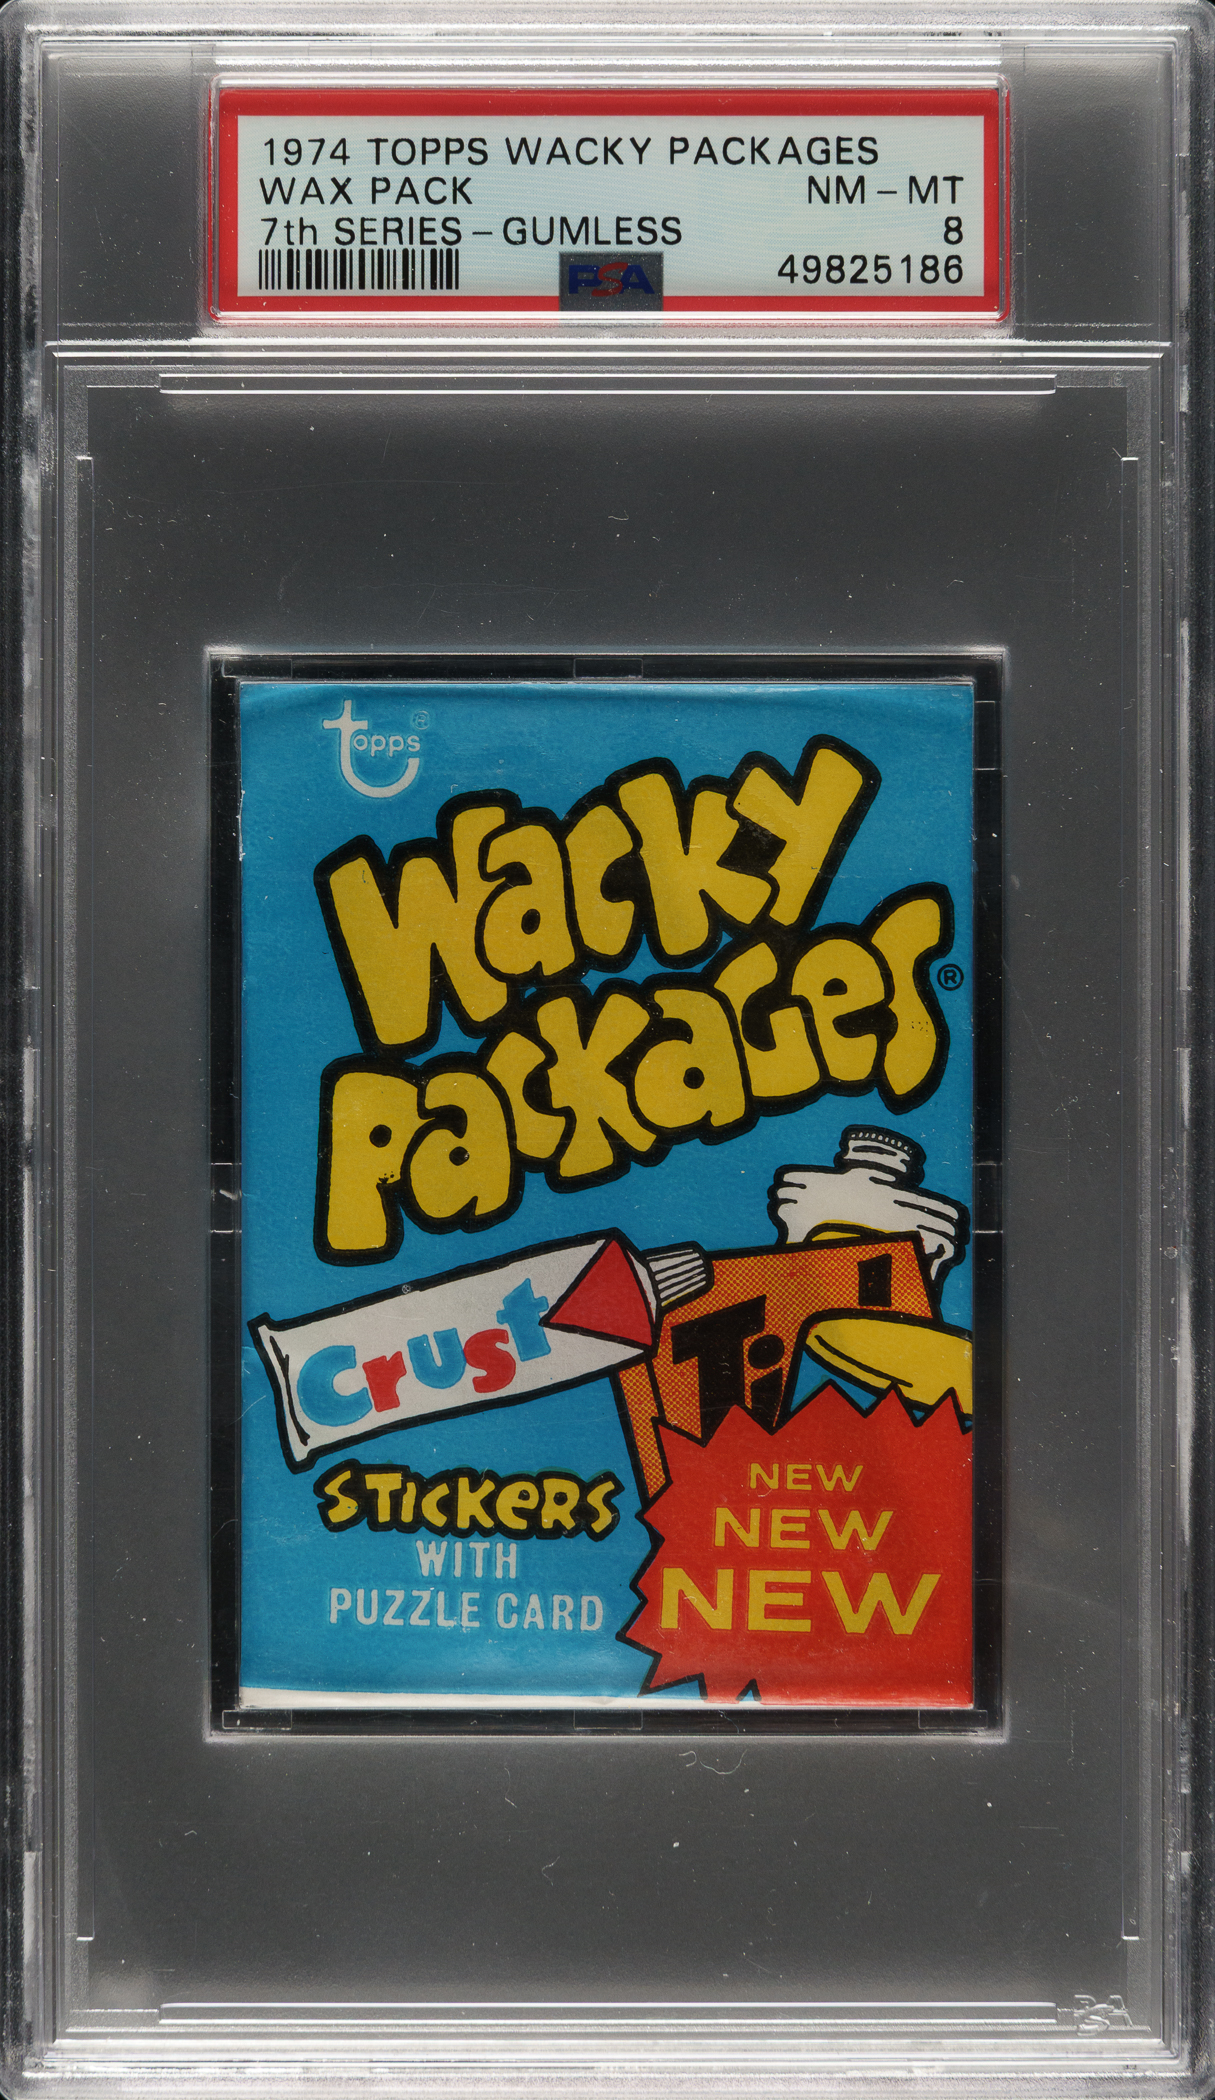 1974 TOPPS WACKY PACKAGES
WAX PACK NM - MT
7th SERIES - GUMLESS 8
PSA 49825186
topps®
Wacky
Packages®
Crust
Ti
STICKERS
WITH
PUZZLE CARD
NEW
NEW
NEW
PSA